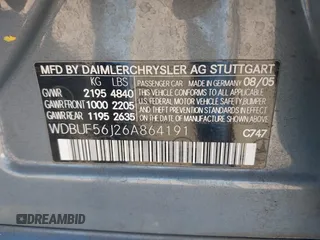 MFD BY DAIMLERCHRYSLER AG STUTTGART
KG LBS
GVWR 2195 4840
GAWR FRONT 1000 2205
GAWR REAR 1195 2635
PASSENGER CAR 08/05
MADE IN GERMANY
THIS VEHICLE CONFORMS TO ALL
APPLICABLE U.S. FEDERAL MOTOR
VEHICLE SAFETY, BUMPER
AND THEFT PREVENTION
STANDARDS IN EFFECT ON THE DATE
OF MANUFACTURE SHOWN ABOVE
WDBUF56J26A864191
C747
DREAMBID